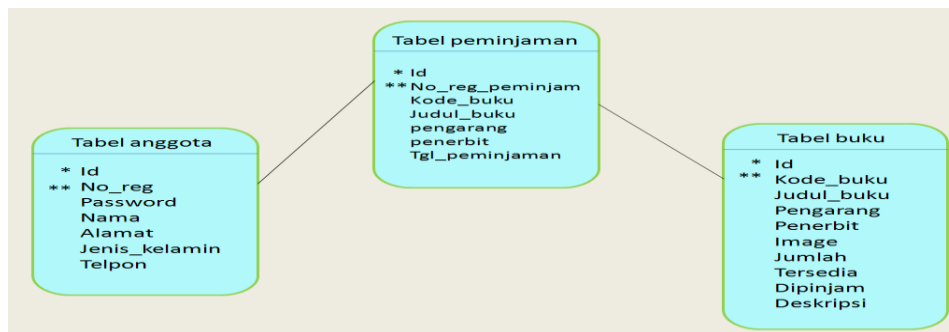 Tabel peminjaman
* Id
** No_reg_peminjam
Kode_buku
Judul_buku
pengarang
penerbit
Tgl_peminjaman
Tabel anggota
* Id
** No_reg
Password
Nama
Alamat
Jenis_kelamin
Telpon
Tabel buku
* Id
** Kode_buku
Judul_buku
Pengarang
Penerbit
Image
Jumlah
Tersedia
Dipinjam
Deskripsi